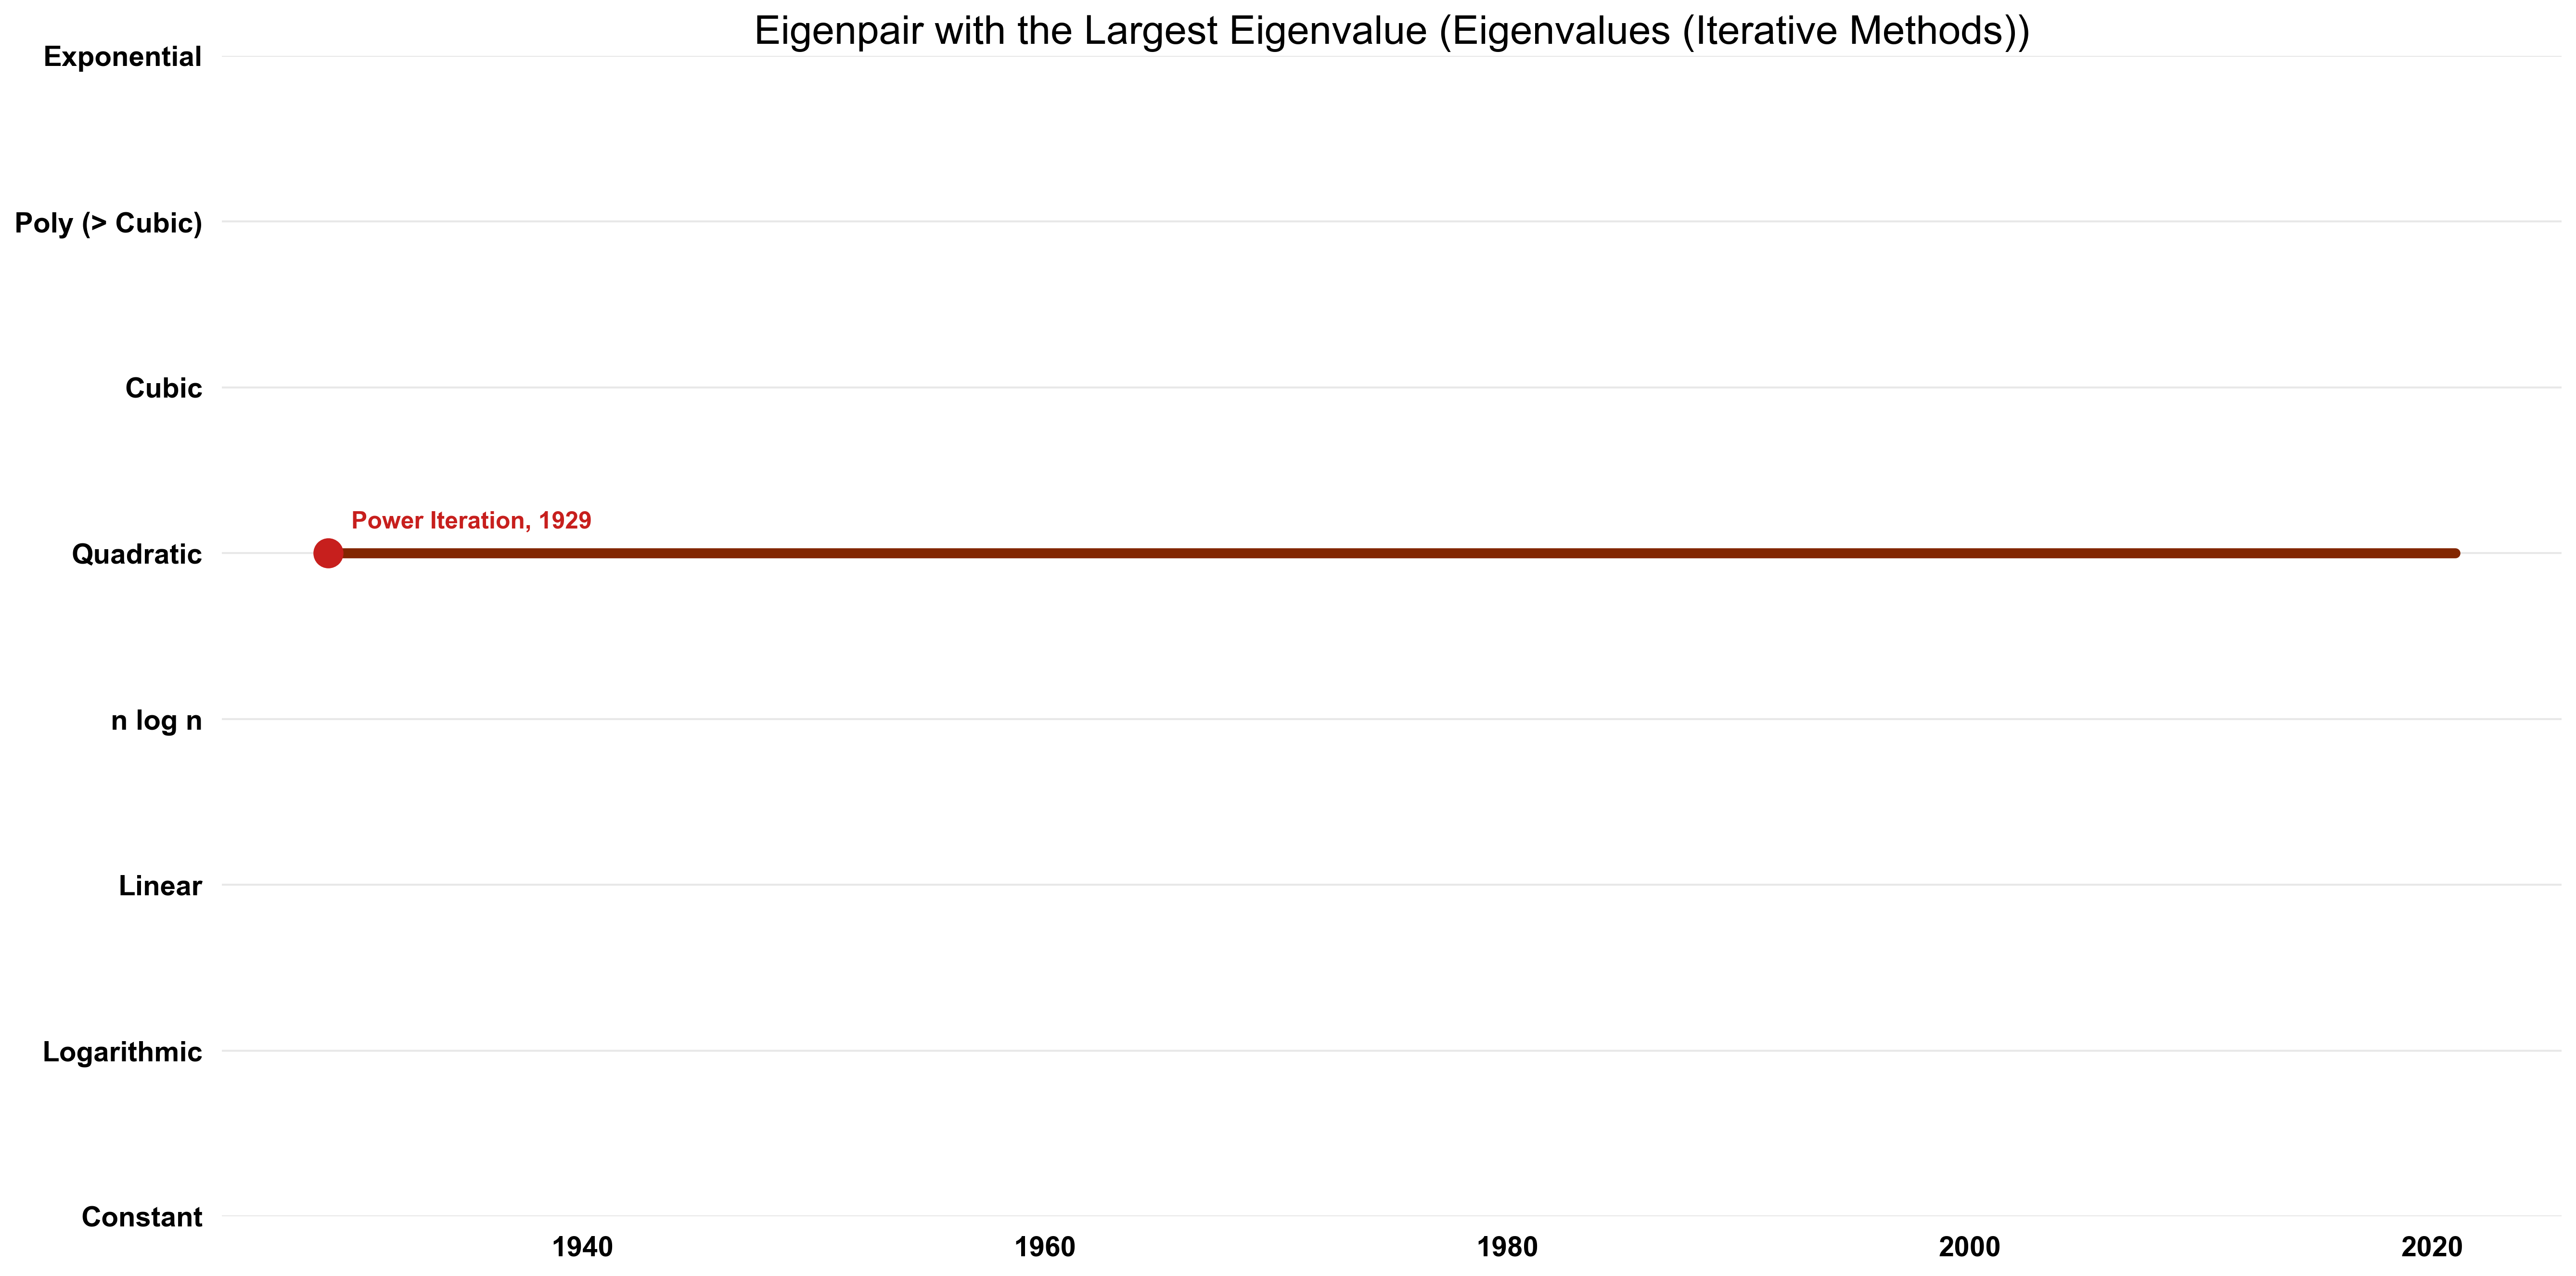 Eigenpair with the Largest Eigenvalue (Eigenvalues (Iterative Methods))
Exponential
Poly (> Cubic)
Cubic
Power Iteration, 1929
Quadratic
n log n
Linear
Logarithmic
Constant
1940 1960 1980 2000 2020